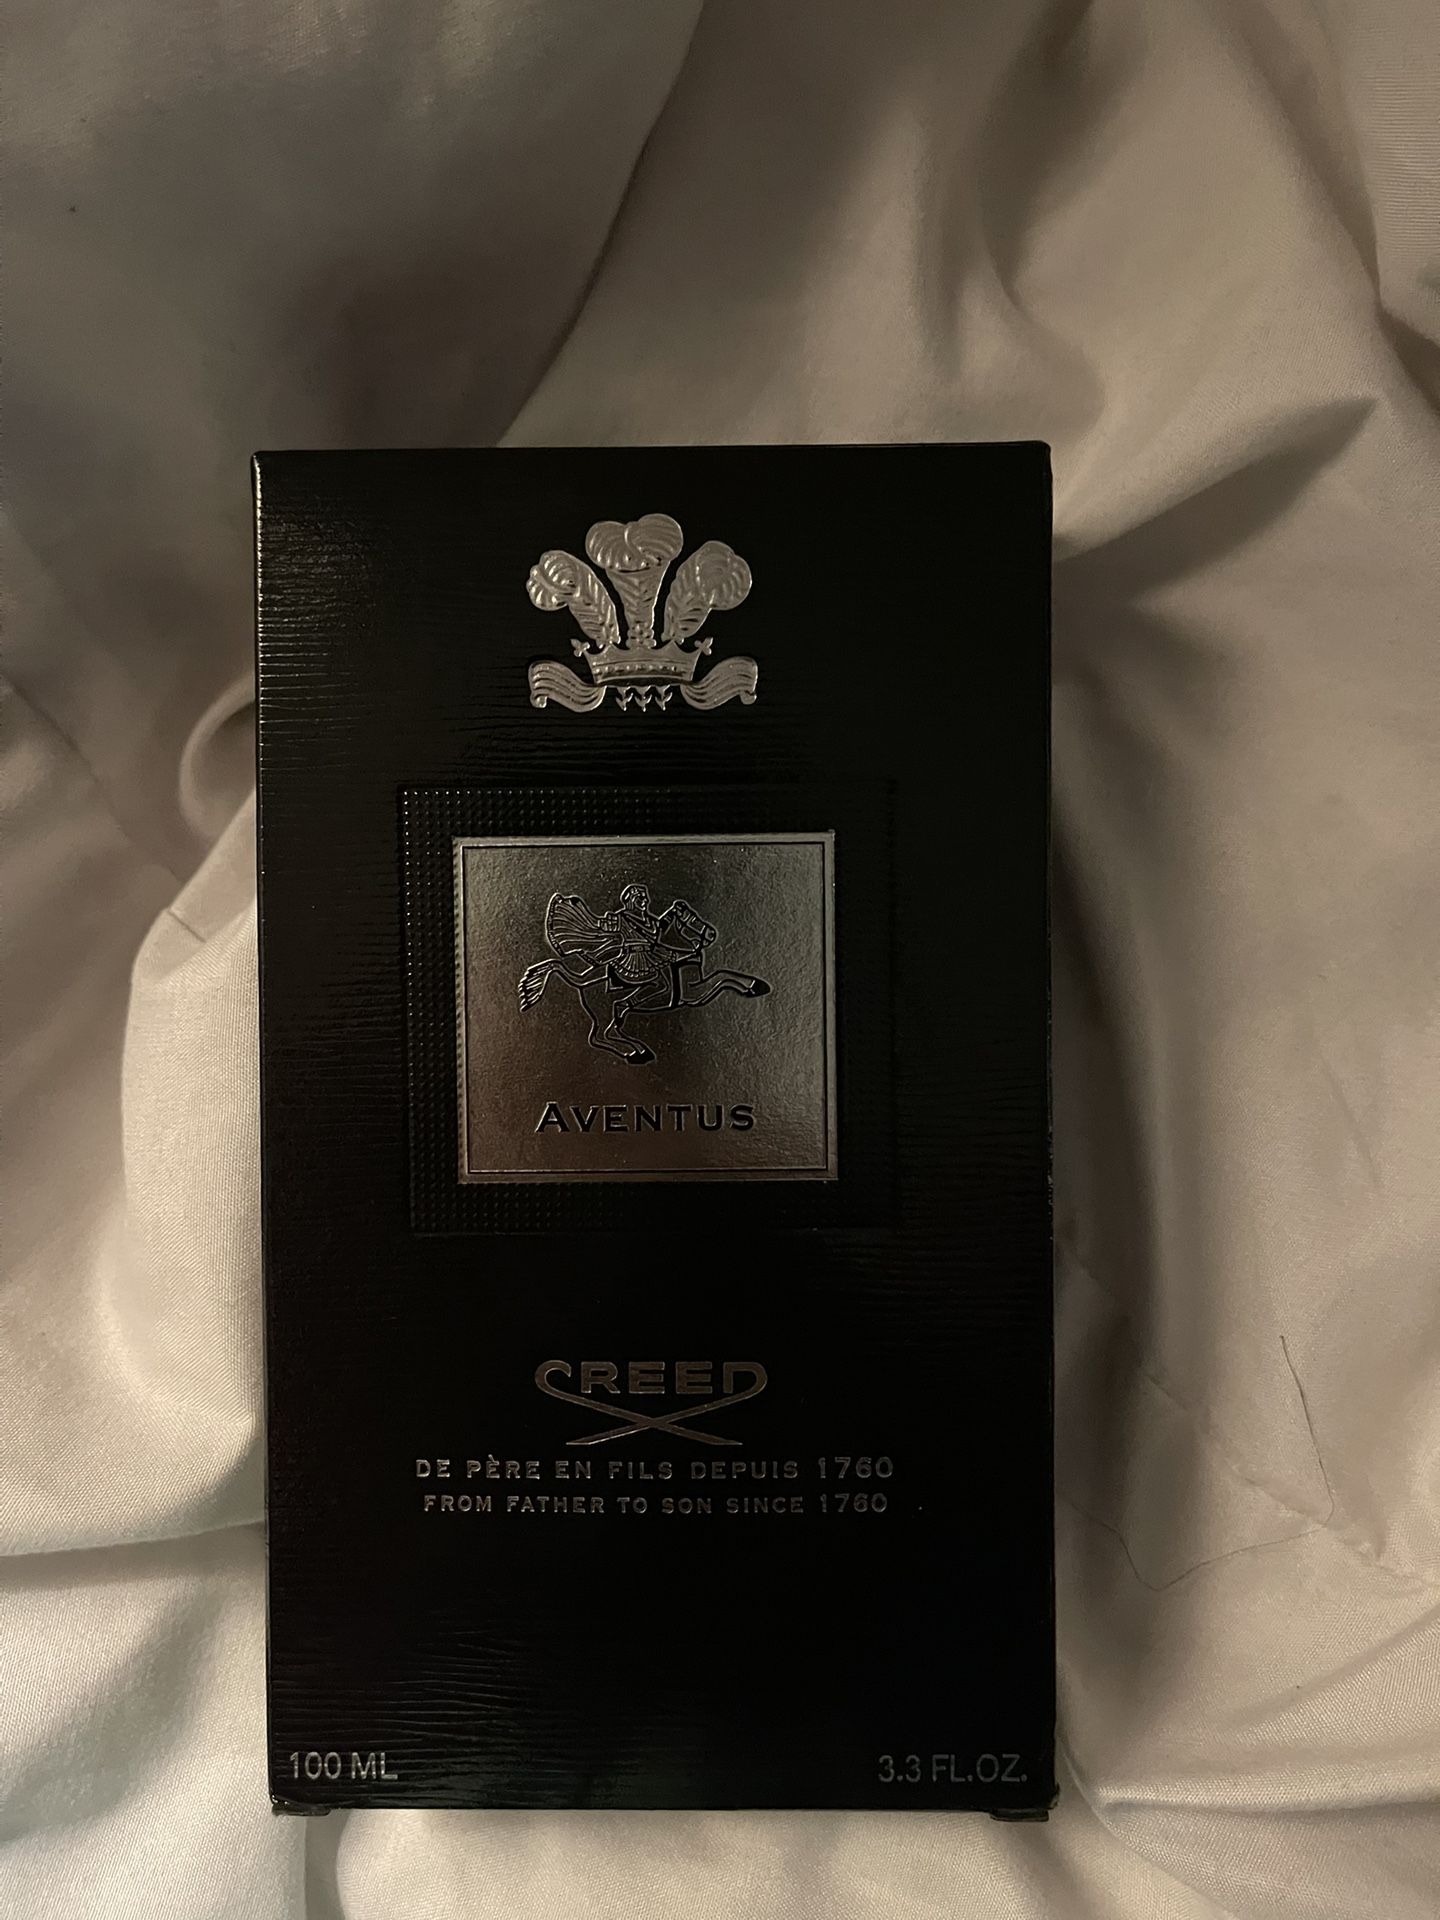 AVENTUS
CREED
DE PÈRE EN FILS DEPUIS 1760
FROM FATHER TO SON SINCE 1760
100 ML
3.3 FL.OZ.